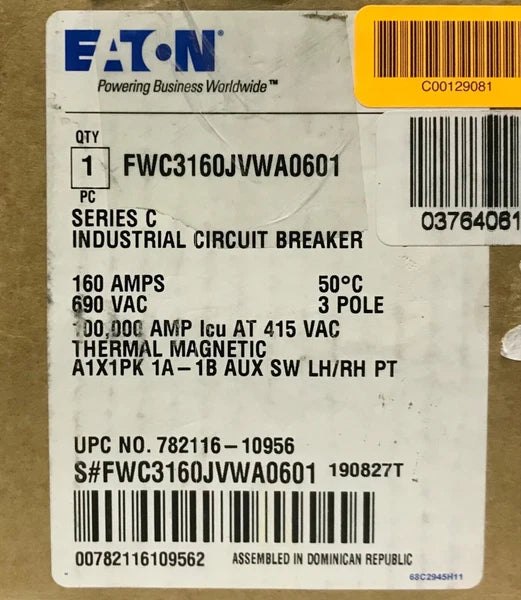 EATON
Powering Business Worldwide™
C00129081
QTY
1 FWC3160JVWA0601
PC
03764061
SERIES C
INDUSTRIAL CIRCUIT BREAKER
160 AMPS 50°C
690 VAC 3 POLE
100,000 AMP Icu AT 415 VAC
THERMAL MAGNETIC
A1X1PK 1A-1B AUX SW LH/RH PT
UPC NO. 782116-10956
S#FWC3160JVWA0601 190827T
00782116109562 ASSEMBLED IN DOMINICAN REPUBLIC
68C2945H11